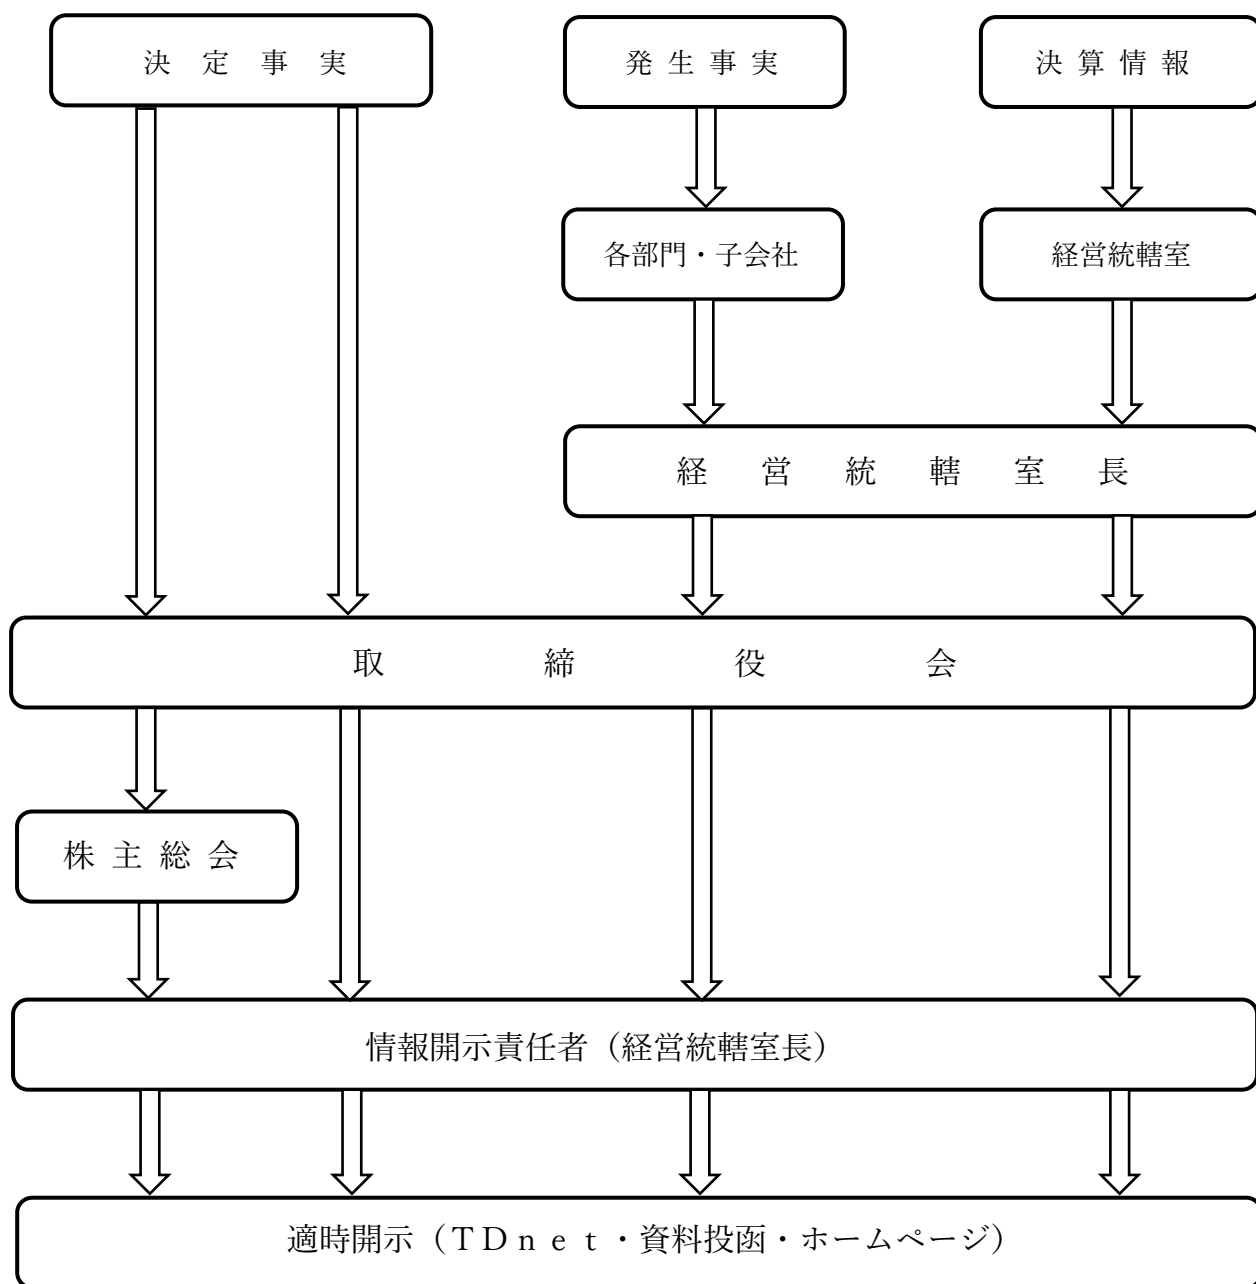 決 定 事 実
発 生 事 実
決 算 情 報
各部門・子会社
経営統轄室
経 営 統 轄 室 長
取 締 役 会
株 主 総 会
情報開示責任者（経営統轄室長）
適時開示（ＴＤｎｅｔ・資料投函・ホームページ）